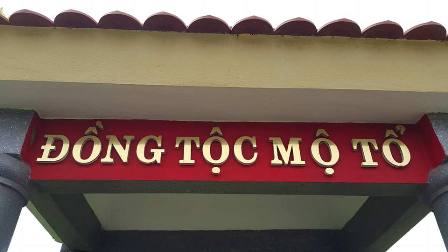 ĐỒNG TỘC MỘ TỔ